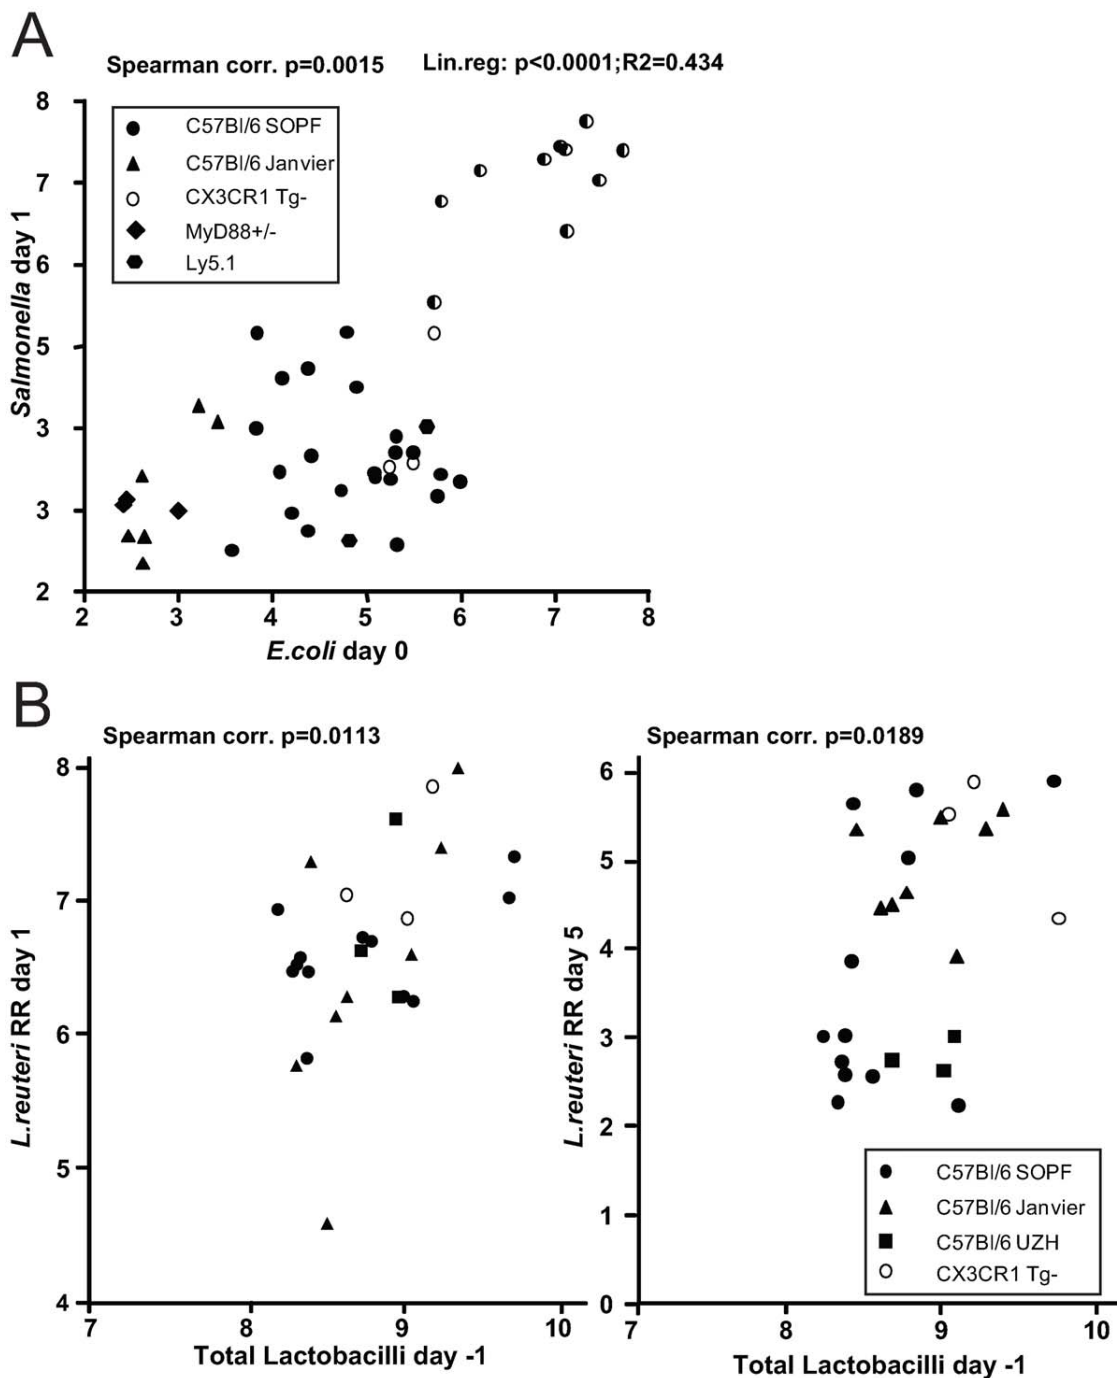 A
Spearman corr. p=0.0015 Lin.reg: p<0.0001;R2=0.434
C57Bl/6 SOPF
C57Bl/6 Janvier
CX3CR1 Tg-
MyD88+/-
Ly5.1
Salmonella day 1
8
7
6
5
3
3
2
2 3 4 5 6 7 8
E.coli day 0
B
Spearman corr. p=0.0113
L.reuteri RR day 1
8
7
6
5
4
7 8 9 10
Total Lactobacilli day -1
Spearman corr. p=0.0189
L.reuteri RR day 5
6
5
4
3
2
1
0
C57Bl/6 SOPF
C57Bl/6 Janvier
C57Bl/6 UZH
CX3CR1 Tg-
7 8 9 10
Total Lactobacilli day -1